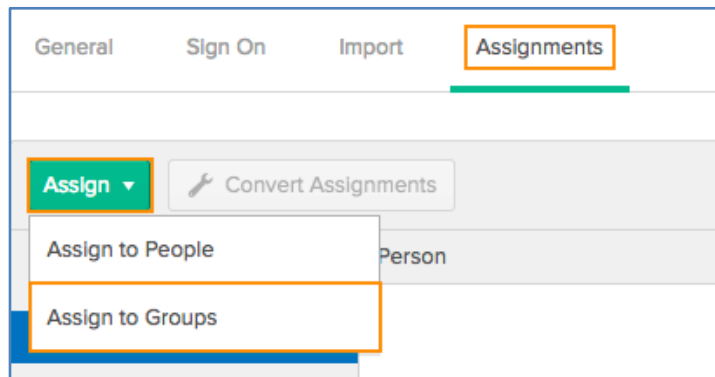 General Sign On Import Assignments
Assign Convert Assignments
Assign to People
Person
Assign to Groups